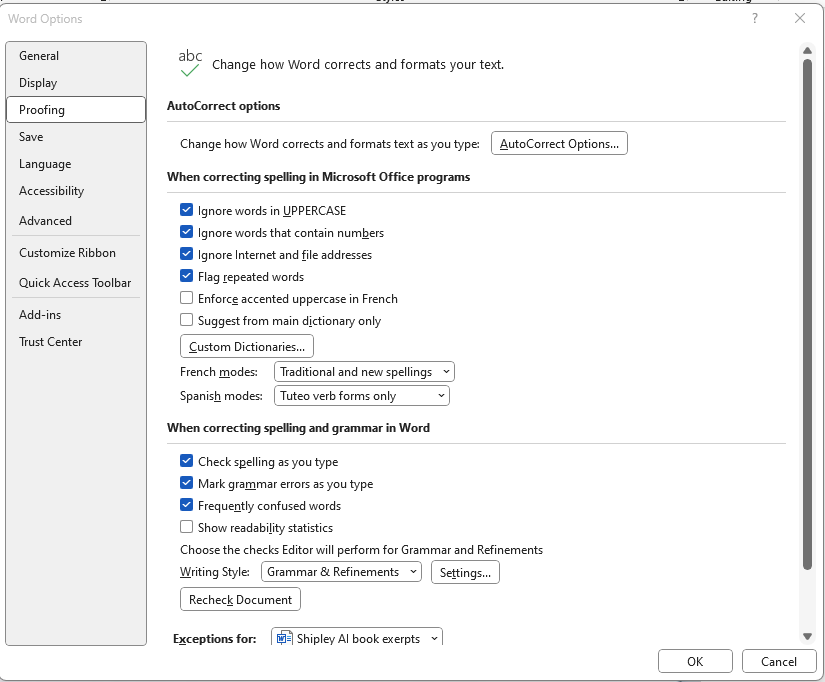 Word Options
?
General
Display
Proofing
Save
Language
Accessibility
Advanced
Customize Ribbon
Quick Access Toolbar
Add-ins
Trust Center
abc
Change how Word corrects and formats your text.
AutoCorrect options
Change how Word corrects and formats text as you type: AutoCorrect Options...
When correcting spelling in Microsoft Office programs
Ignore words in UPPERCASE
Ignore words that contain numbers
Ignore Internet and file addresses
Flag repeated words
Enforce accented uppercase in French
Suggest from main dictionary only
Custom Dictionaries...
French modes: Traditional and new spellings
Spanish modes: Tuteo verb forms only
When correcting spelling and grammar in Word
Check spelling as you type
Mark grammar errors as you type
Frequently confused words
Show readability statistics
Choose the checks Editor will perform for Grammar and Refinements
Writing Style: Grammar & Refinements Settings...
Recheck Document
Exceptions for: Shipley AI book exerpts
OK Cancel